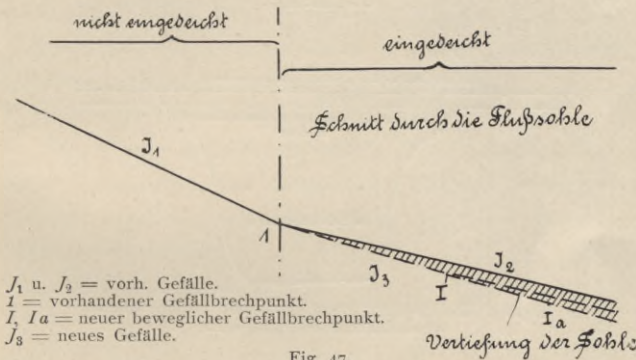 nicht eingedeicht
eingedeicht
Schnitt durch die Flußsohle
J₁
1
J₂
J₃
I
Iₐ
J₁ u. J₂ = vorh. Gefälle.
1 = vorhandener Gefällbrechpunkt.
I, Ia = neuer beweglicher Gefällbrechpunkt.
J₃ = neues Gefälle.
Vertiefung der Sohle
Fig. 47